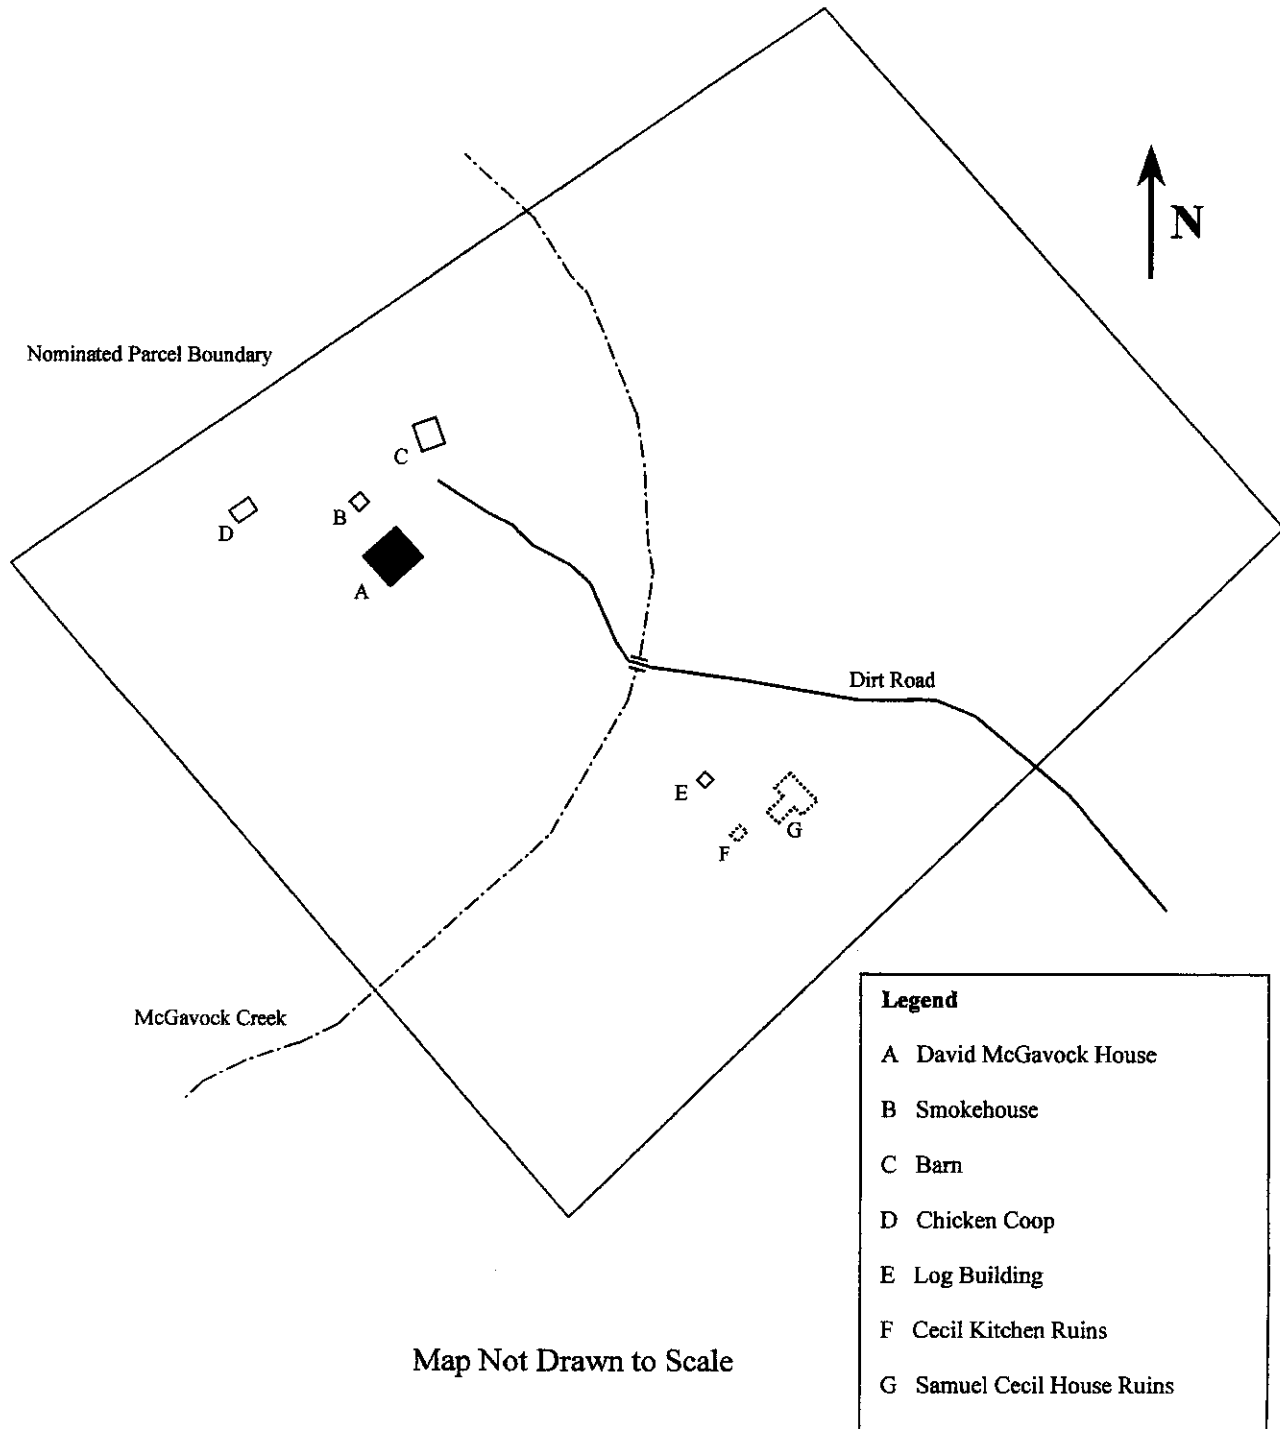 N
Nominated Parcel Boundary
C
B
D
A
Dirt Road
E
G
F
McGavock Creek
Legend
A David McGavock House
B Smokehouse
C Barn
D Chicken Coop
E Log Building
F Cecil Kitchen Ruins
G Samuel Cecil House Ruins
Map Not Drawn to Scale